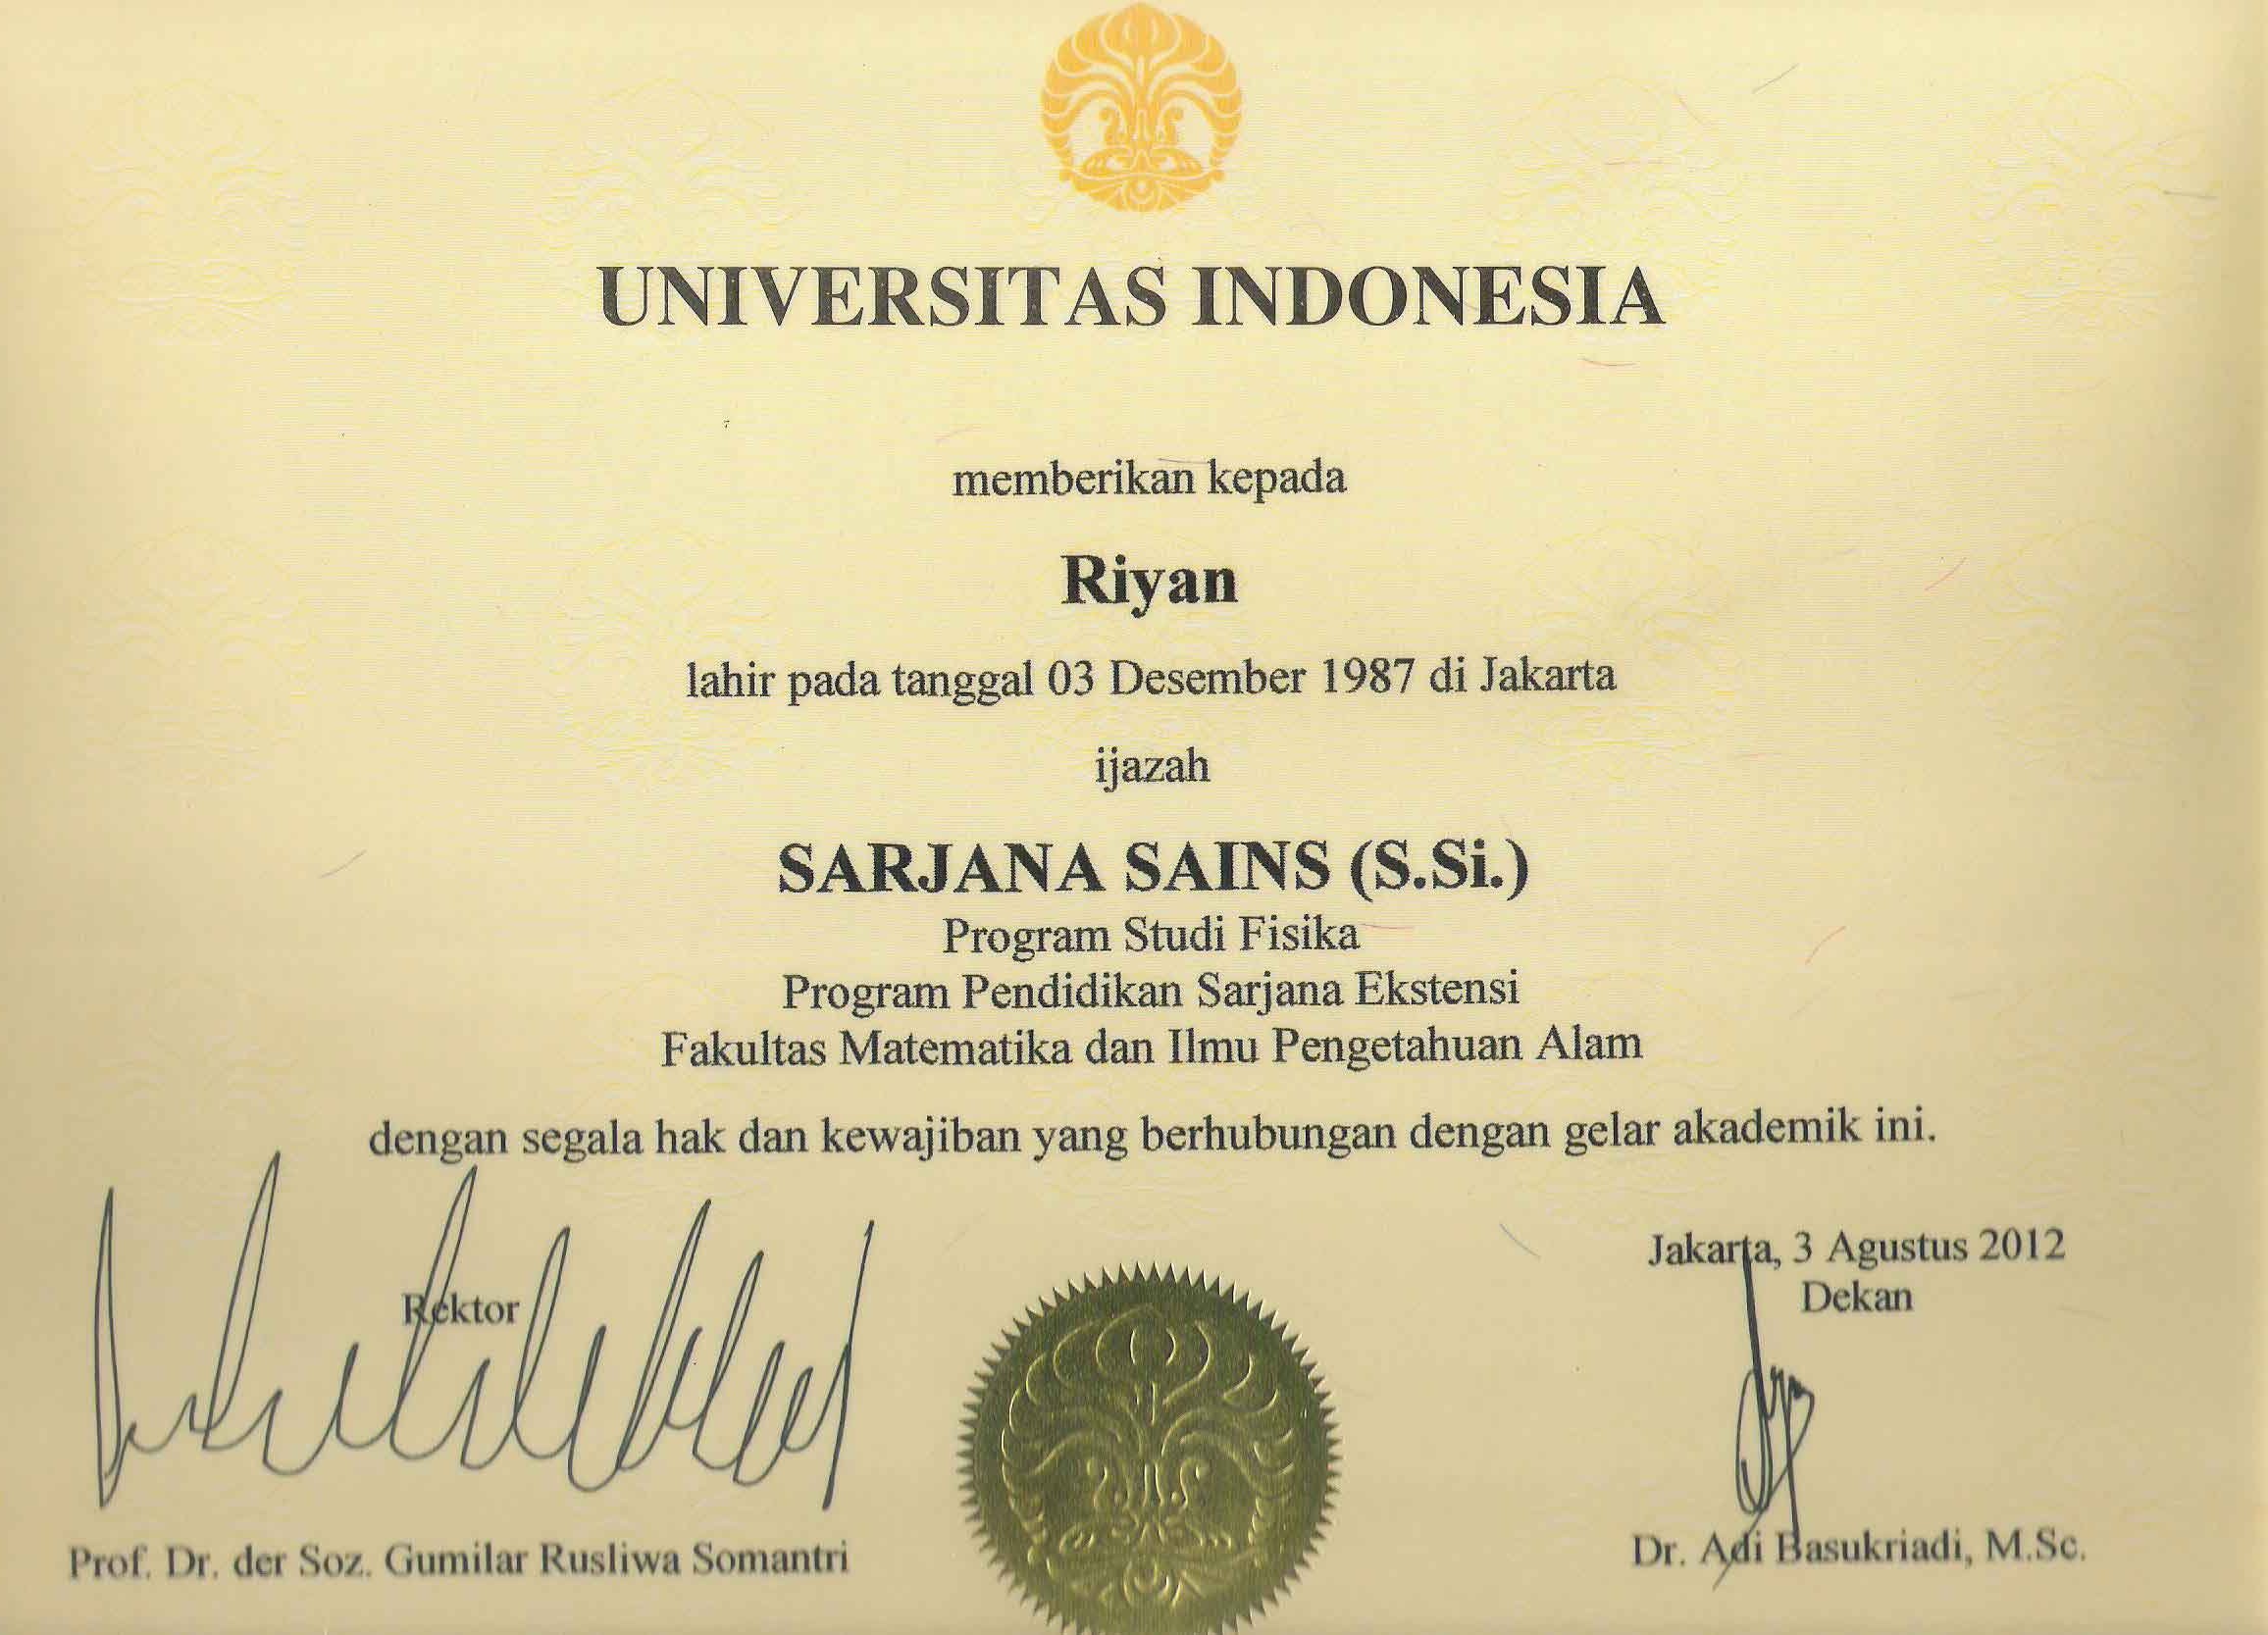 UNIVERSITAS INDONESIA
memberikan kepada
Riyan
lahir pada tanggal 03 Desember 1987 di Jakarta
ijazah
SARJANA SAINS (S.Si.)
Program Studi Fisika
Program Pendidikan Sarjana Ekstensi
Fakultas Matematika dan Ilmu Pengetahuan Alam
dengan segala hak dan kewajiban yang berhubungan dengan gelar akademik ini.
Rektor
Prof. Dr. der Soz. Gumilar Rusliwa Somantri
Jakarta, 3 Agustus 2012
Dekan
Dr. Adi Basukriadi, M.Sc.